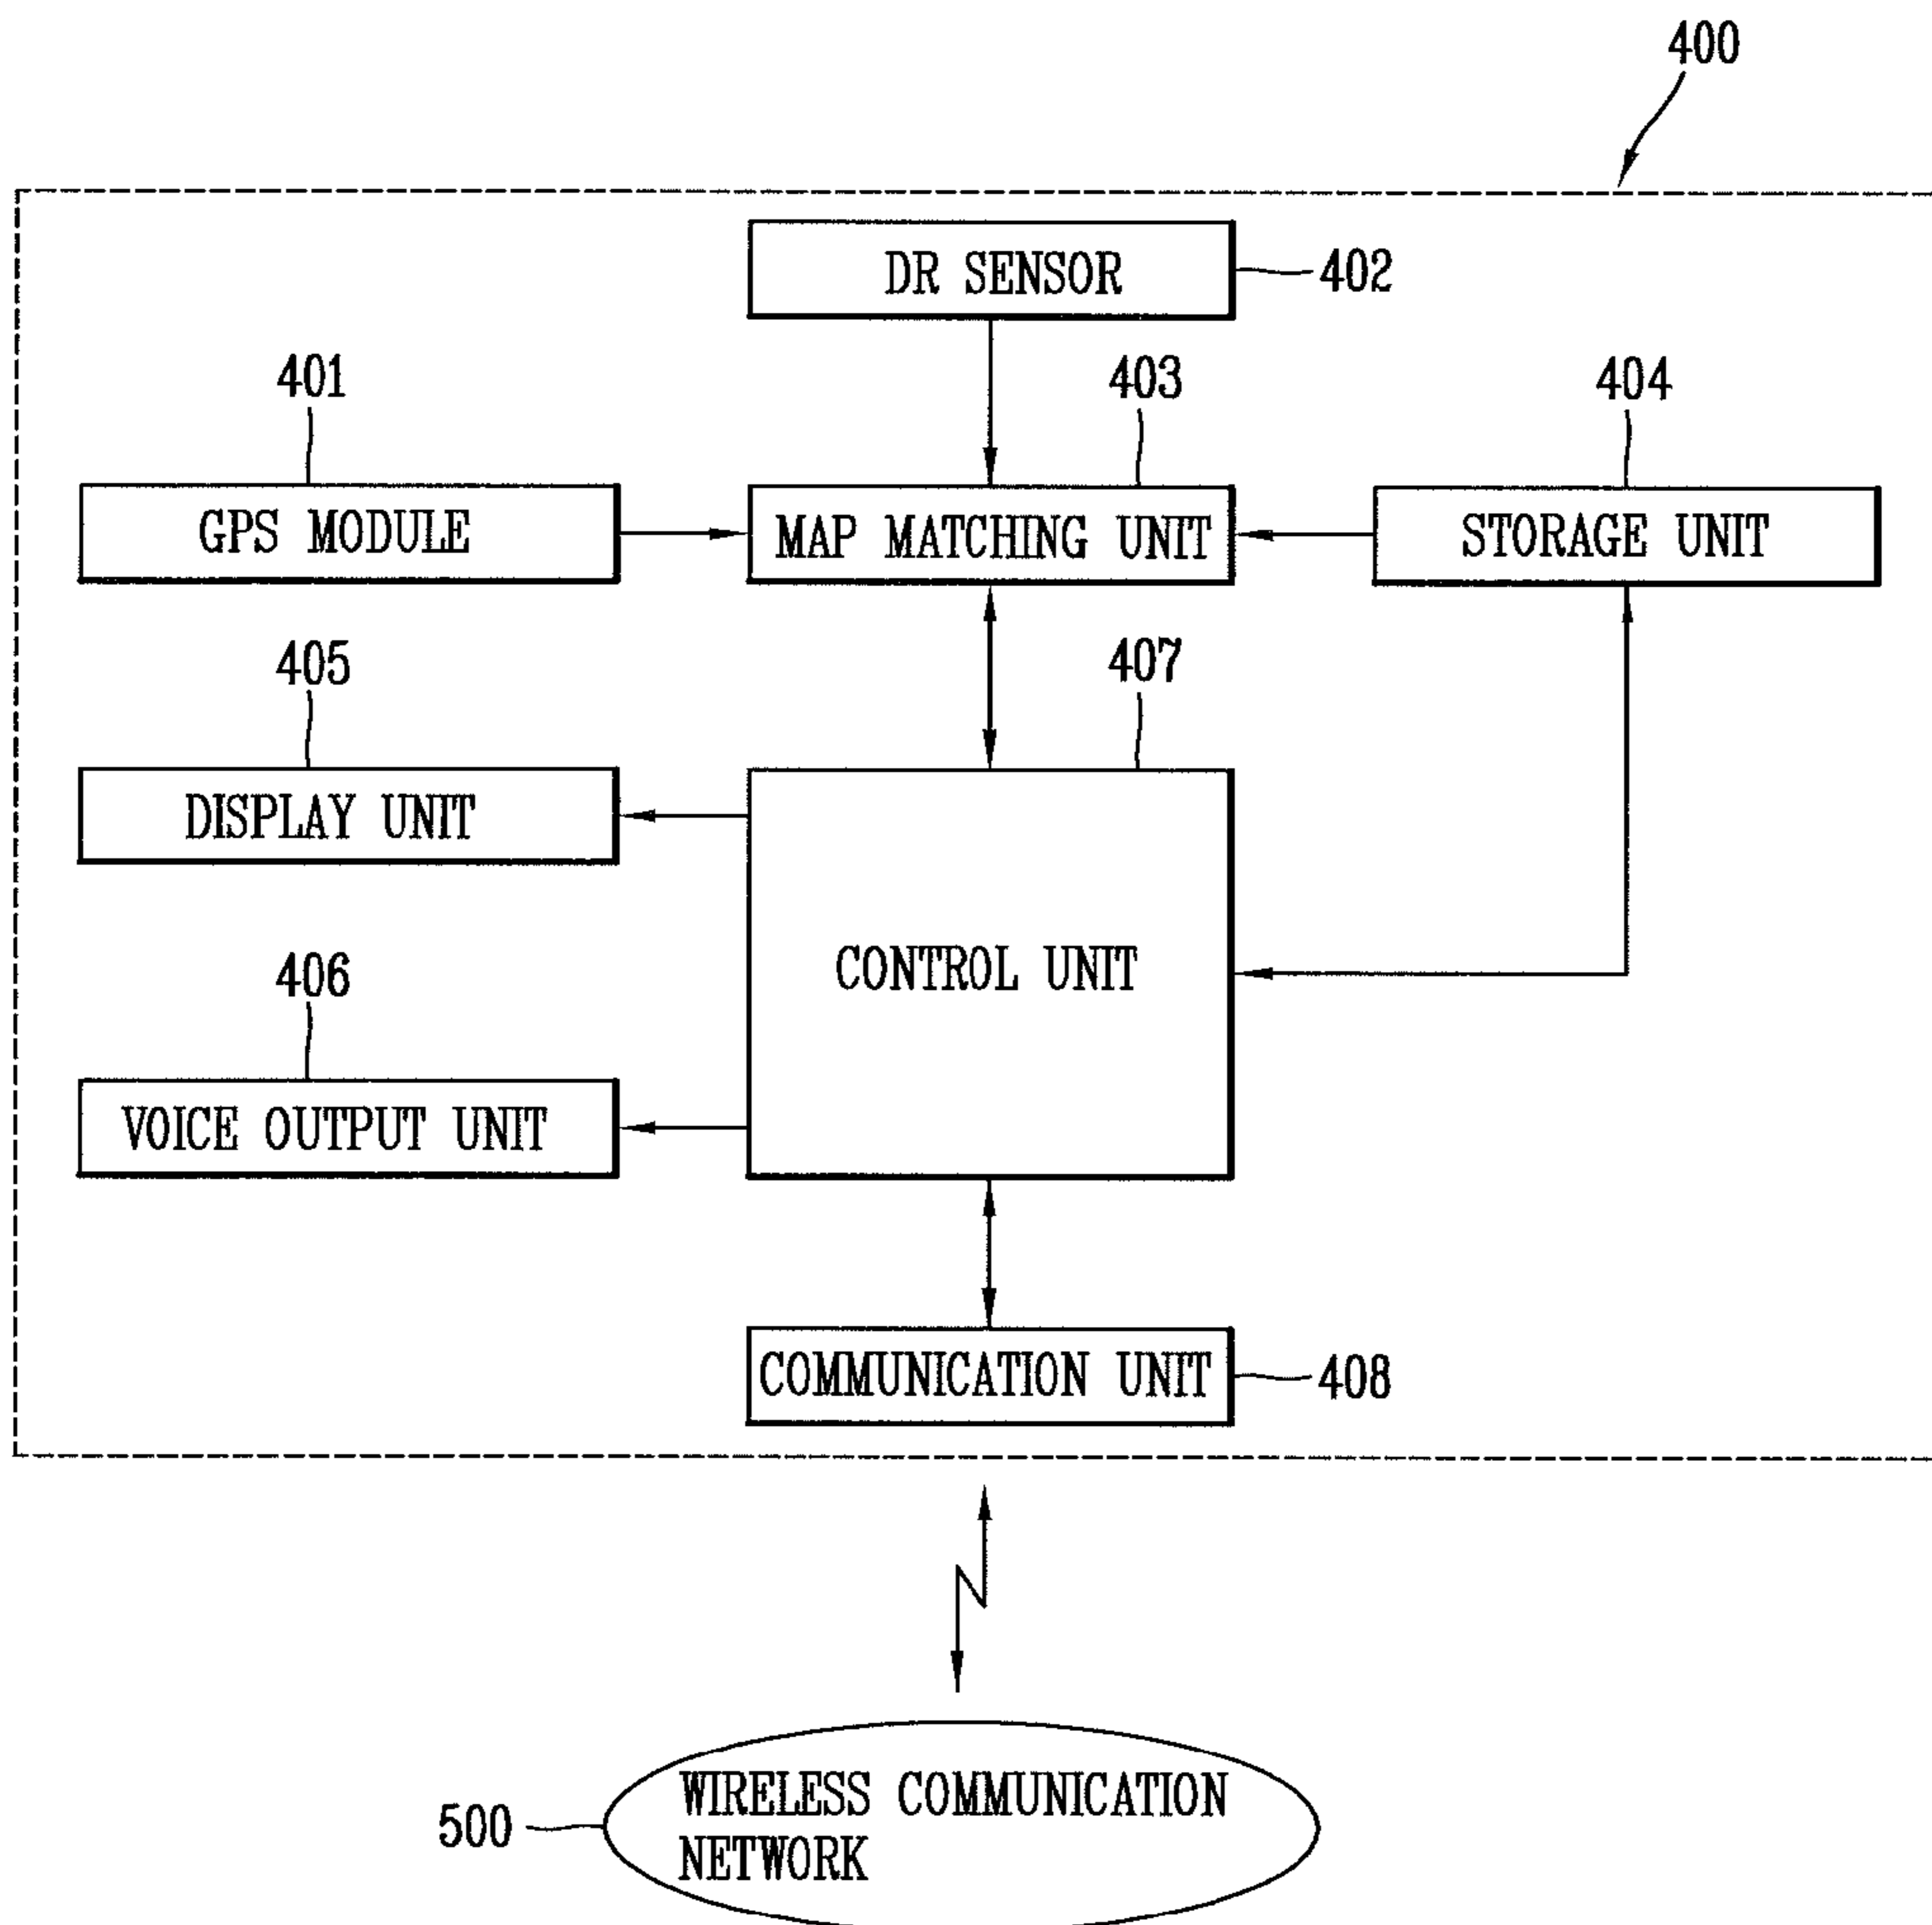 400
DR SENSOR
402
401
403
404
GPS MODULE
MAP MATCHING UNIT
STORAGE UNIT
405
407
DISPLAY UNIT
CONTROL UNIT
406
VOICE OUTPUT UNIT
COMMUNICATION UNIT
408
500
WIRELESS COMMUNICATION
NETWORK